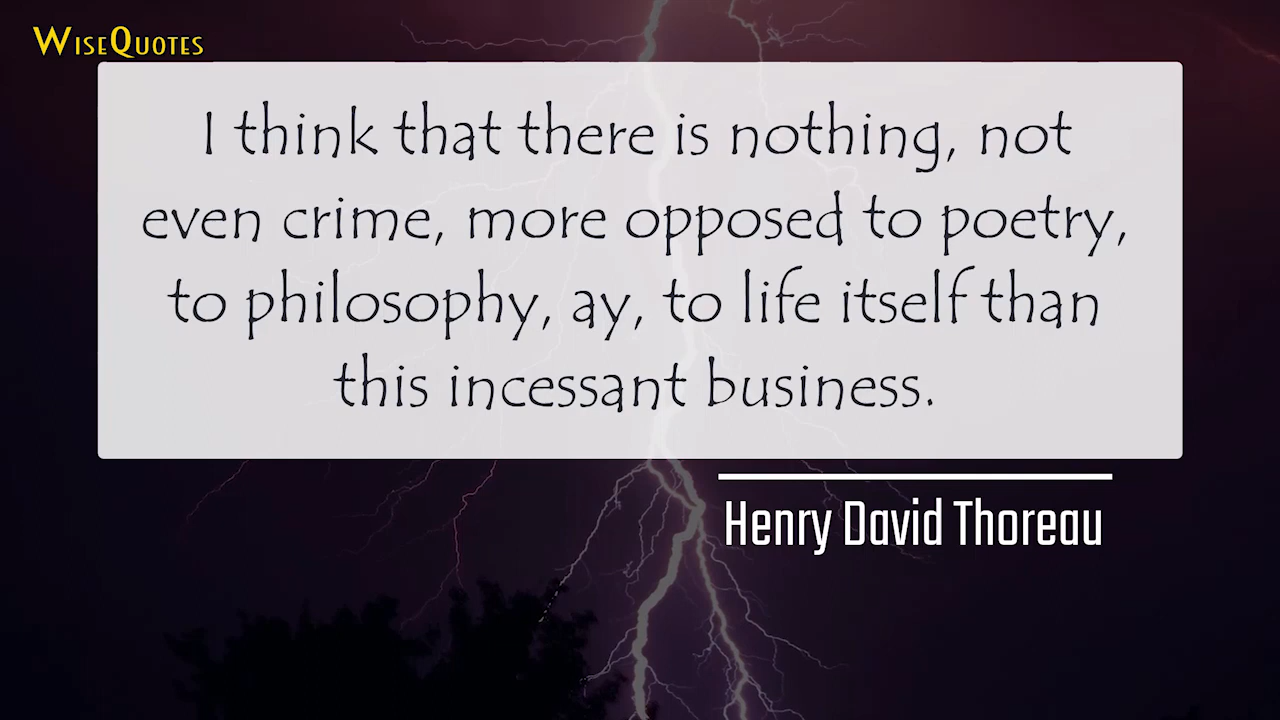 WiseQuotes
I think that there is nothing, not
even crime, more opposed to poetry,
to philosophy, ay, to life itself than
this incessant business.
Henry David Thoreau